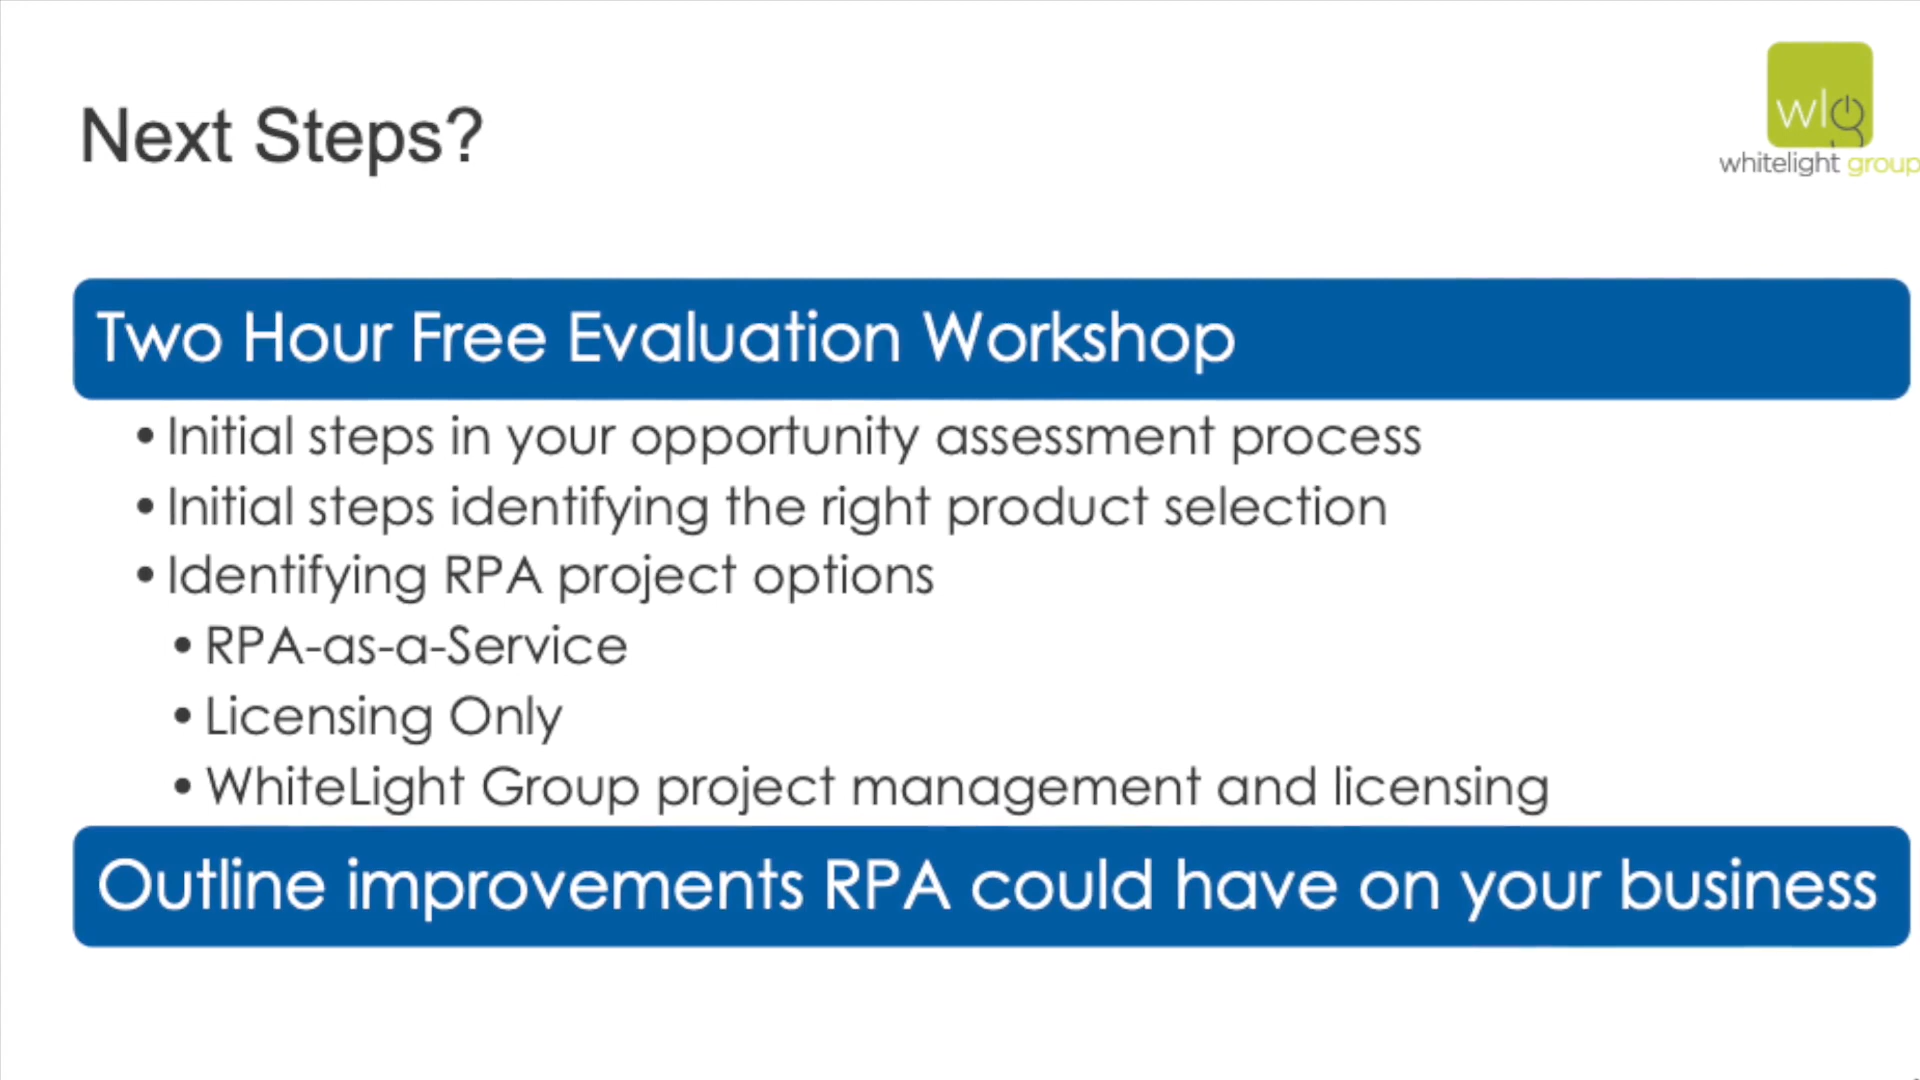 Next Steps?
wlg
whitelight group
Two Hour Free Evaluation Workshop
•Initial steps in your opportunity assessment process
•Initial steps identifying the right product selection
•Identifying RPA project options
•RPA-as-a-Service
•Licensing Only
•WhiteLight Group project management and licensing
Outline improvements RPA could have on your business